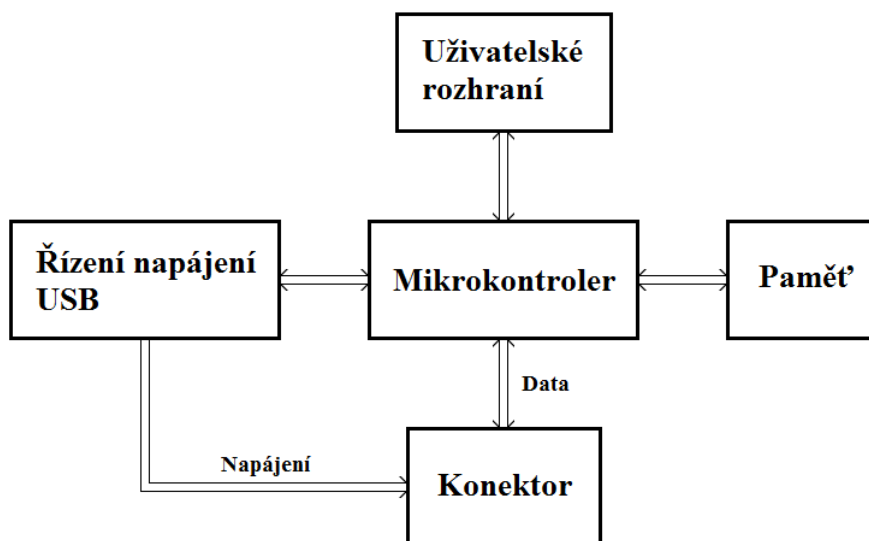 Uživatelské
rozhraní
Řízení napájení
USB
Mikrokontroler
Paměť
Data
Napájení
Konektor